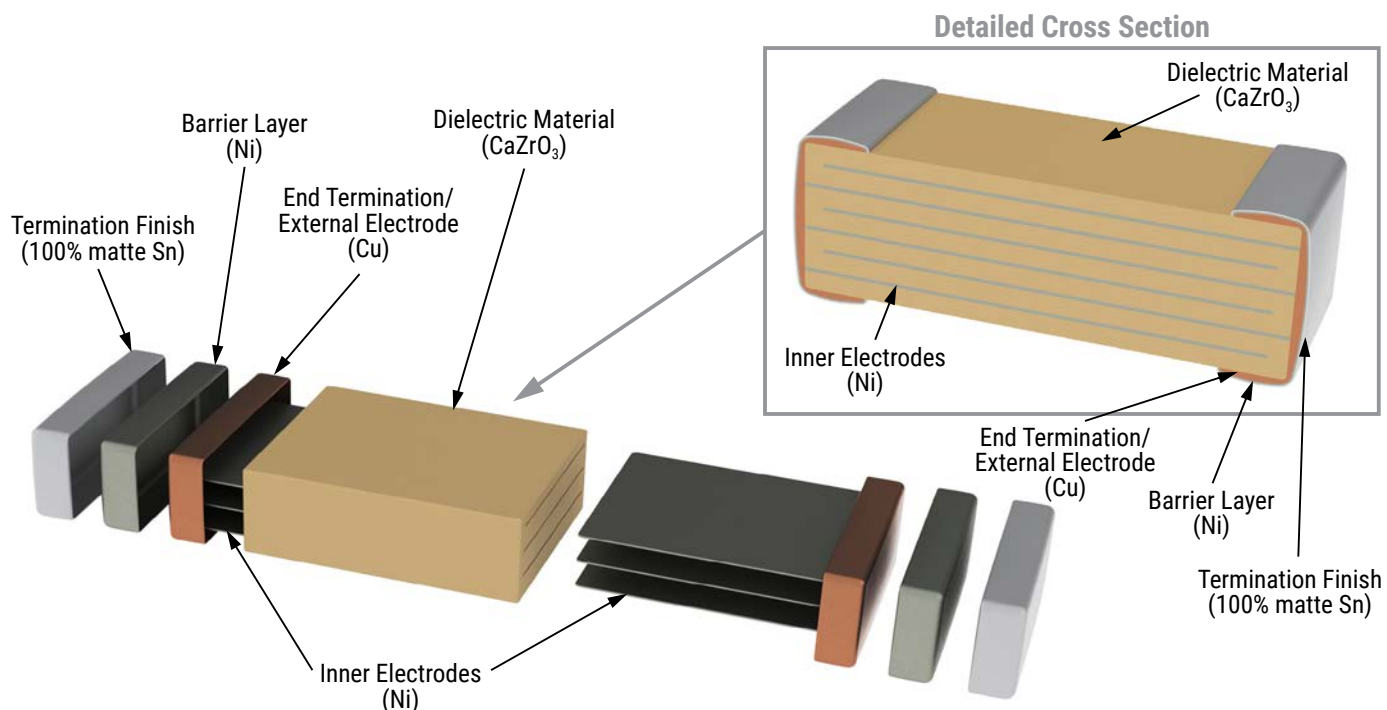 Detailed Cross Section
Dielectric Material
(CaZrO₃)
Inner Electrodes
(Ni)
End Termination/
External Electrode
(Cu)
Barrier Layer
(Ni)
Termination Finish
(100% matte Sn)
Dielectric Material
(CaZrO₃)
Barrier Layer
(Ni)
End Termination/
External Electrode
(Cu)
Termination Finish
(100% matte Sn)
Inner Electrodes
(Ni)